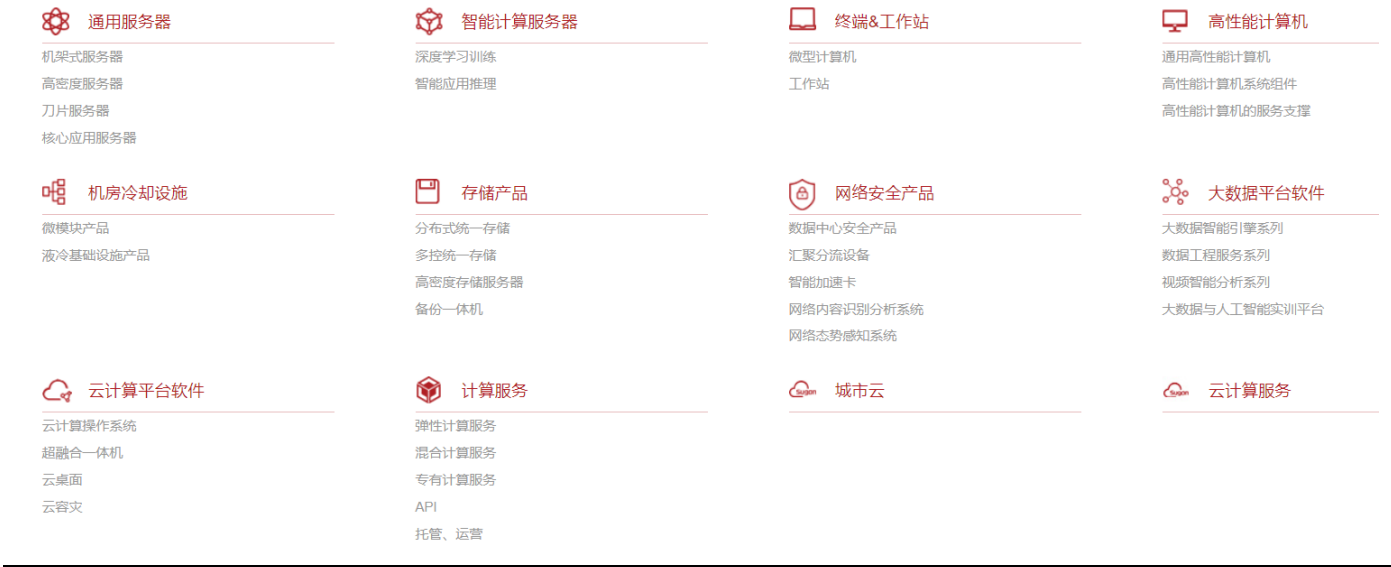 通用服务器
机架式服务器
高密度服务器
刀片服务器
核心应用服务器
智能计算服务器
深度学习训练
智能应用推理
终端&工作站
微型计算机
工作站
高性能计算机
通用高性能计算机
高性能计算机系统组件
高性能计算机的服务支撑
机房冷却设施
微模块产品
液冷基础设施产品
存储产品
分布式统一存储
多控统一存储
高密度存储服务器
备份一体机
网络安全产品
数据中心安全产品
汇聚分流设备
智能加速卡
网络内容识别分析系统
网络态势感知系统
大数据平台软件
大数据智能引擎系列
数据工程服务系列
视频智能分析系列
大数据与人工智能实训平台
云计算平台软件
云计算操作系统
超融合一体机
云桌面
云容灾
计算服务
弹性计算服务
混合计算服务
专有计算服务
API
托管、运营
Sugon
城市云
Sugon
云计算服务